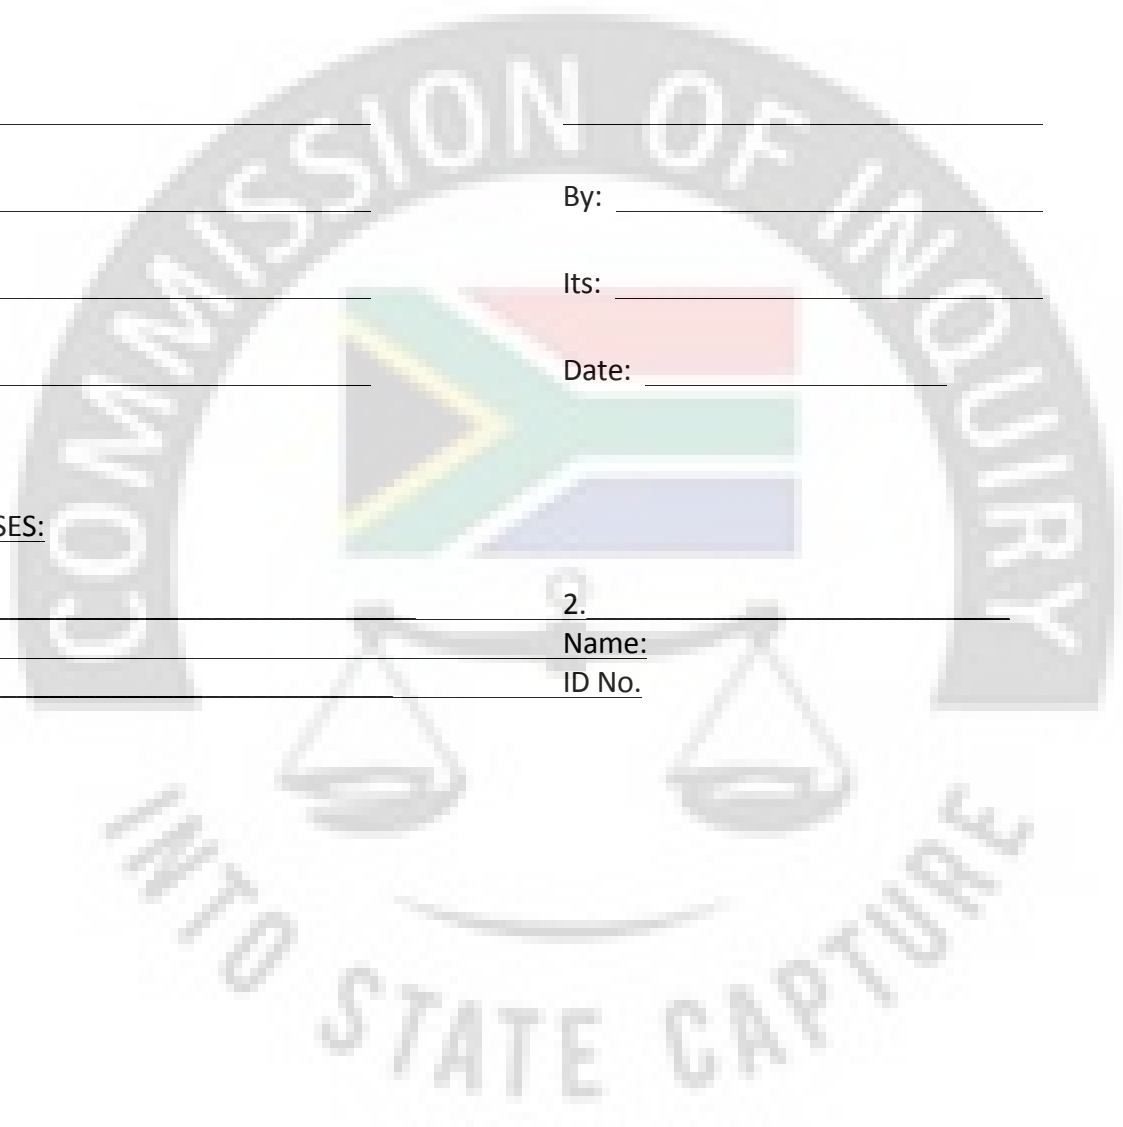 COMMISSION OF INQUIRY
By:
Its:
Date:
SES:
2.
Name:
ID No.
INTO STATE CAPTURE